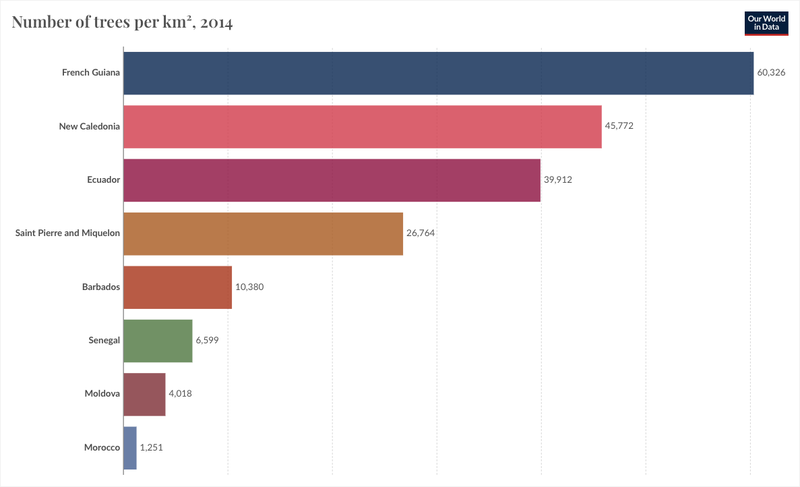 Number of trees per km², 2014
Our World
in Data
French Guiana 60,326
New Caledonia 45,772
Ecuador 39,912
Saint Pierre and Miquelon 26,764
Barbados 10,380
Senegal 6,599
Moldova 4,018
Morocco 1,251